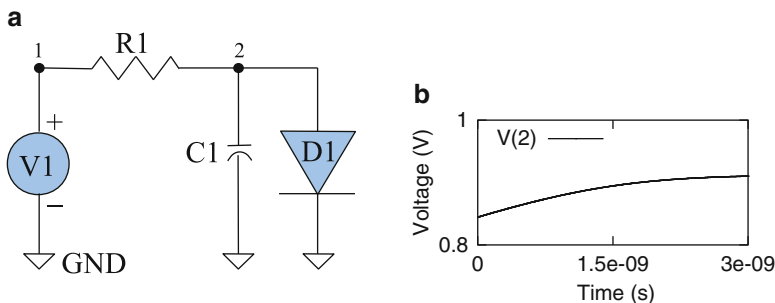 a
R1
1
2
+
V1
−
C1
D1
GND
b
1
V(2)
Voltage (V)
0.8
0
1.5e-09
3e-09
Time (s)